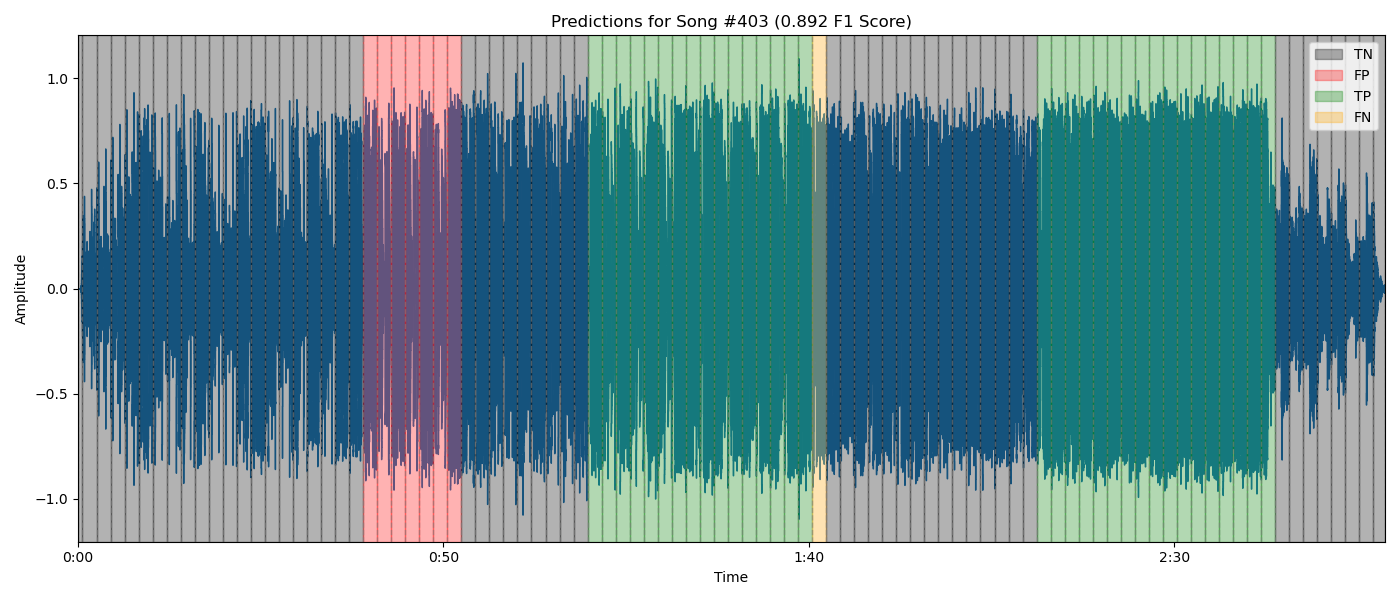 Predictions for Song #403 (0.892 F1 Score)
TN
FP
TP
FN
1.0
0.5
0.0
−0.5
−1.0
Amplitude
0:00
0:50
1:40
2:30
Time